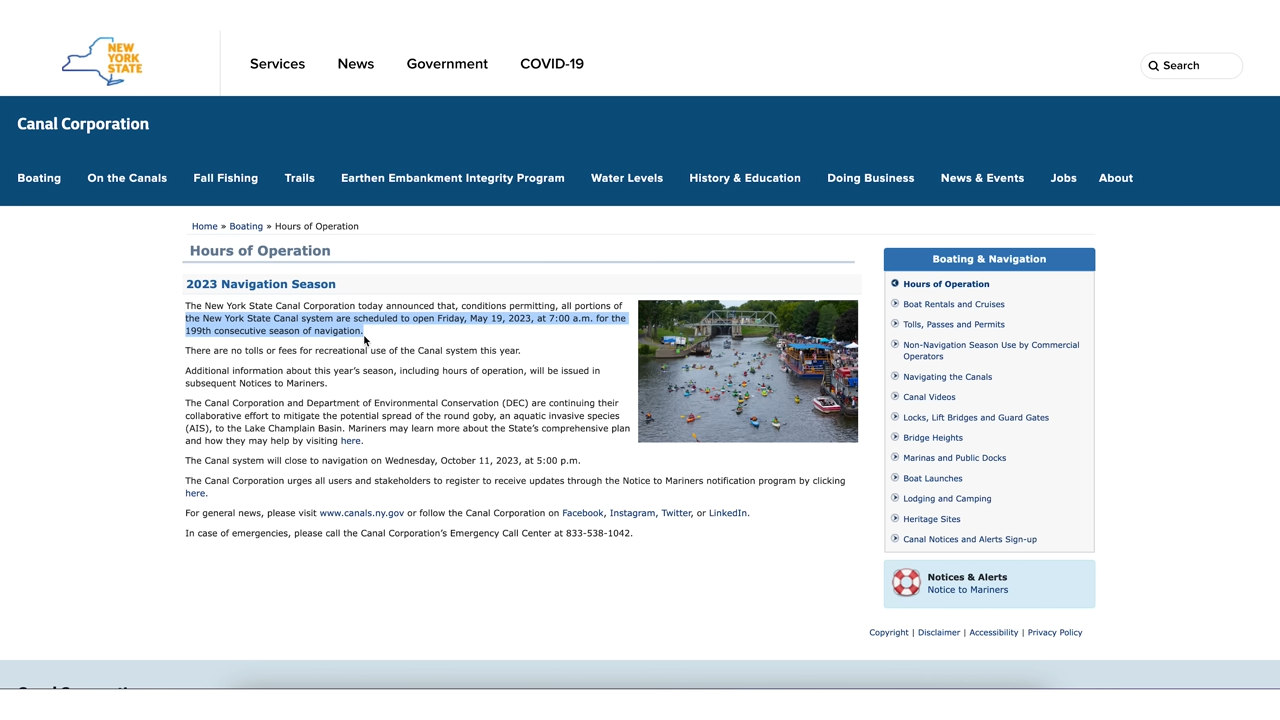 NEW
YORK
STATE
Services News Government COVID-19
Search
Canal Corporation
Boating On the Canals Fall Fishing Trails Earthen Embankment Integrity Program Water Levels History & Education Doing Business News & Events Jobs About
Home » Boating » Hours of Operation
Hours of Operation
2023 Navigation Season
The New York State Canal Corporation today announced that, conditions permitting, all portions of
the New York State Canal system are scheduled to open Friday, May 19, 2023, at 7:00 a.m. for the
199th consecutive season of navigation.
There are no tolls or fees for recreational use of the Canal system this year.
Additional information about this year’s season, including hours of operation, will be issued in
subsequent Notices to Mariners.
The Canal Corporation and Department of Environmental Conservation (DEC) are continuing their
collaborative effort to mitigate the potential spread of the round goby, an aquatic invasive species
(AIS), to the Lake Champlain Basin. Mariners may learn more about the State’s comprehensive plan
and how they may help by visiting here.
The Canal system will close to navigation on Wednesday, October 11, 2023, at 5:00 p.m.
The Canal Corporation urges all users and stakeholders to register to receive updates through the Notice to Mariners notification program by clicking
here.
For general news, please visit www.canals.ny.gov or follow the Canal Corporation on Facebook, Instagram, Twitter, or LinkedIn.
In case of emergencies, please call the Canal Corporation’s Emergency Call Center at 833-538-1042.
Boating & Navigation
Hours of Operation
Boat Rentals and Cruises
Tolls, Passes and Permits
Non-Navigation Season Use by Commercial
Operators
Navigating the Canals
Canal Videos
Locks, Lift Bridges and Guard Gates
Bridge Heights
Marinas and Public Docks
Boat Launches
Lodging and Camping
Heritage Sites
Canal Notices and Alerts Sign-up
Notices & Alerts
Notice to Mariners
Copyright | Disclaimer | Accessibility | Privacy Policy